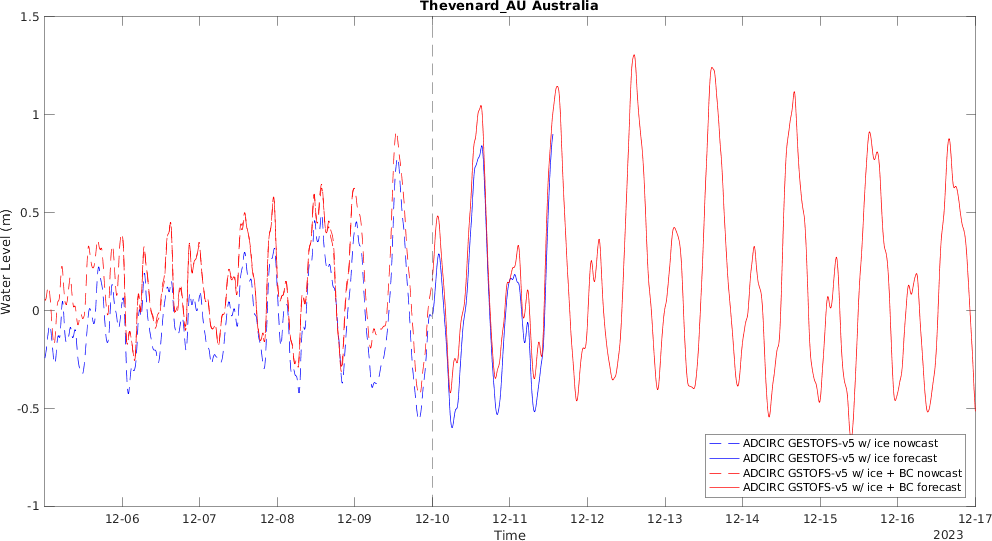 Thevenard_AU Australia
1.5
1
0.5
0
-0.5
-1
Water Level (m)
ADCIRC GESTOFS-v5 w/ ice nowcast
ADCIRC GESTOFS-v5 w/ ice forecast
ADCIRC GSTOFS-v5 w/ ice + BC nowcast
ADCIRC GSTOFS-v5 w/ ice + BC forecast
12-06 12-07 12-08 12-09 12-10 12-11 12-12 12-13 12-14 12-15 12-16 12-17
Time
2023